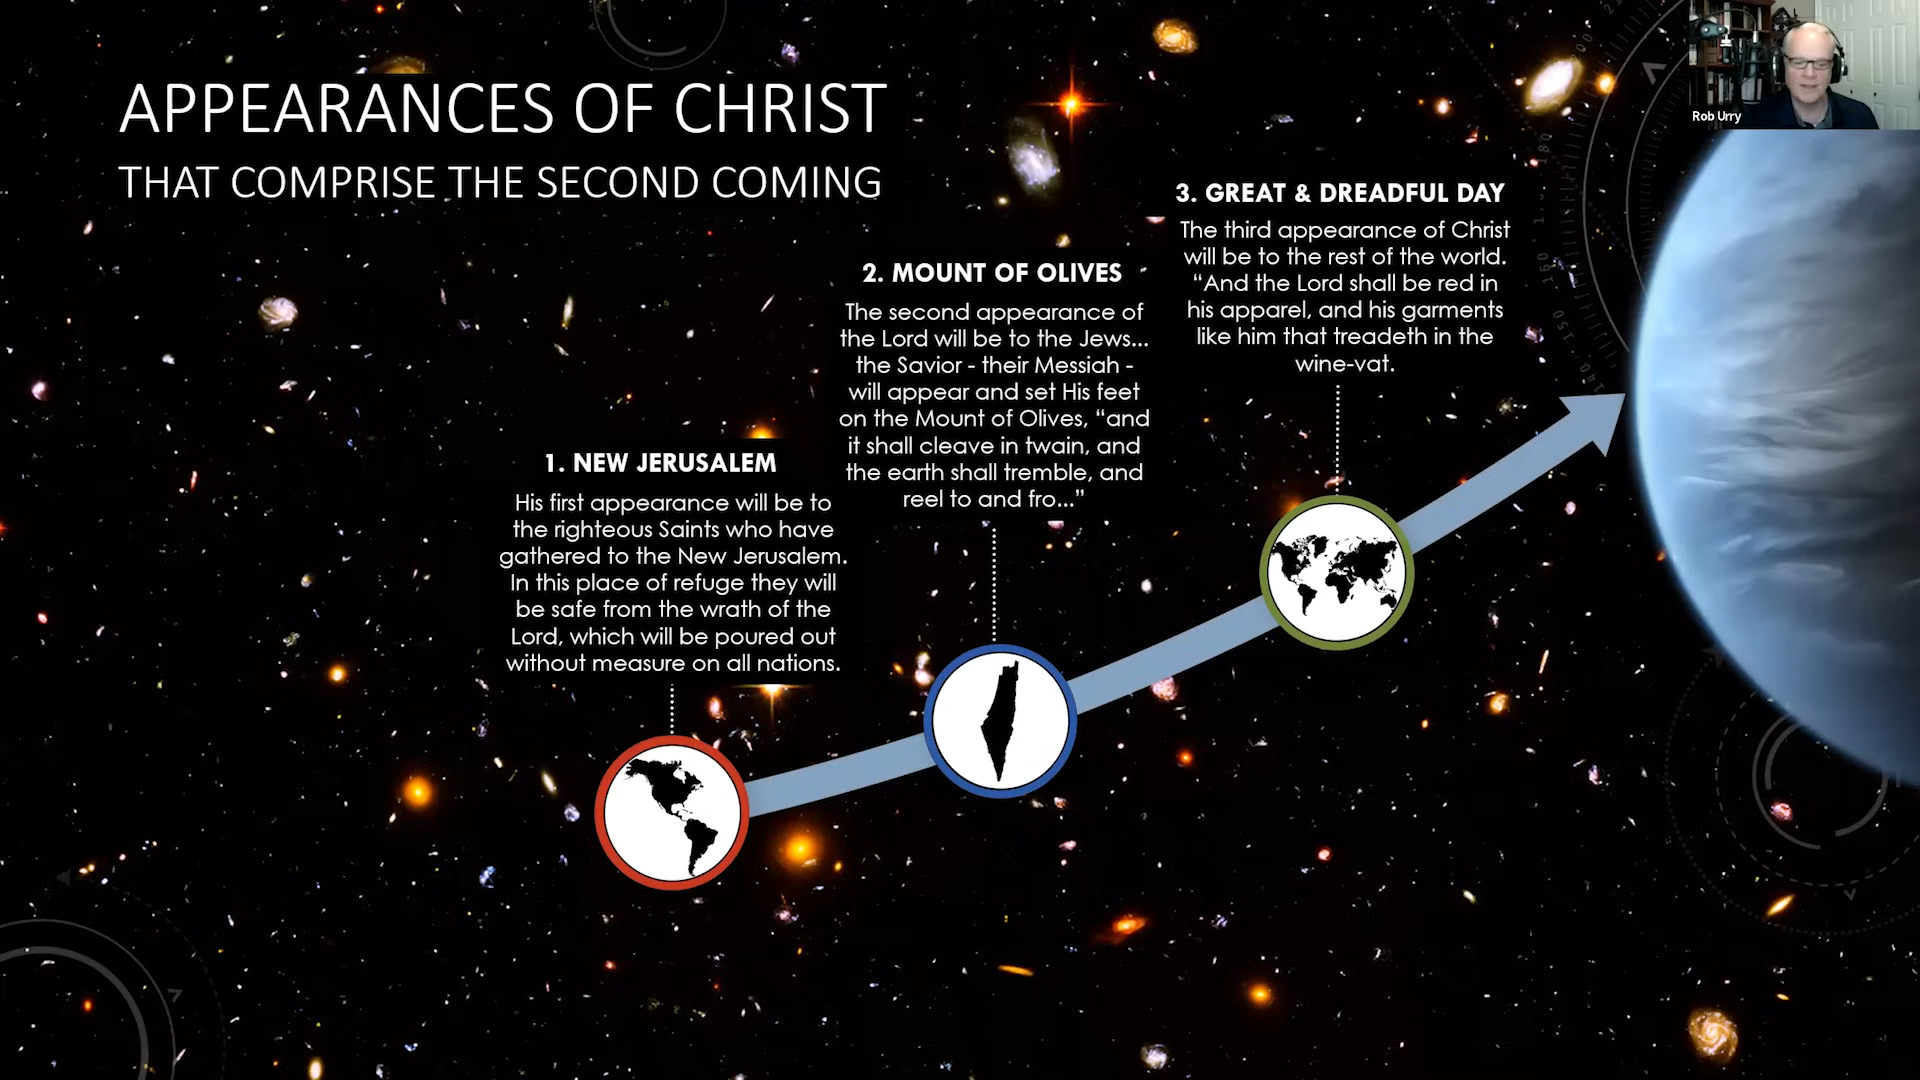 APPEARANCES OF CHRIST
THAT COMPRISE THE SECOND COMING
1. NEW JERUSALEM
His first appearance will be to
the righteous Saints who have
gathered to the New Jerusalem.
In this place of refuge they will
be safe from the wrath of the
Lord, which will be poured out
without measure on all nations.
2. MOUNT OF OLIVES
The second appearance of
the Lord will be to the Jews...
the Savior - their Messiah -
will appear and set His feet
on the Mount of Olives, “and
it shall cleave in twain, and
the earth shall tremble, and
reel to and fro...”
3. GREAT & DREADFUL DAY
The third appearance of Christ
will be to the rest of the world.
“And the Lord shall be red in
his apparel, and his garments
like him that treadeth in the
wine-vat.
Rob Urry
140
150
160
180